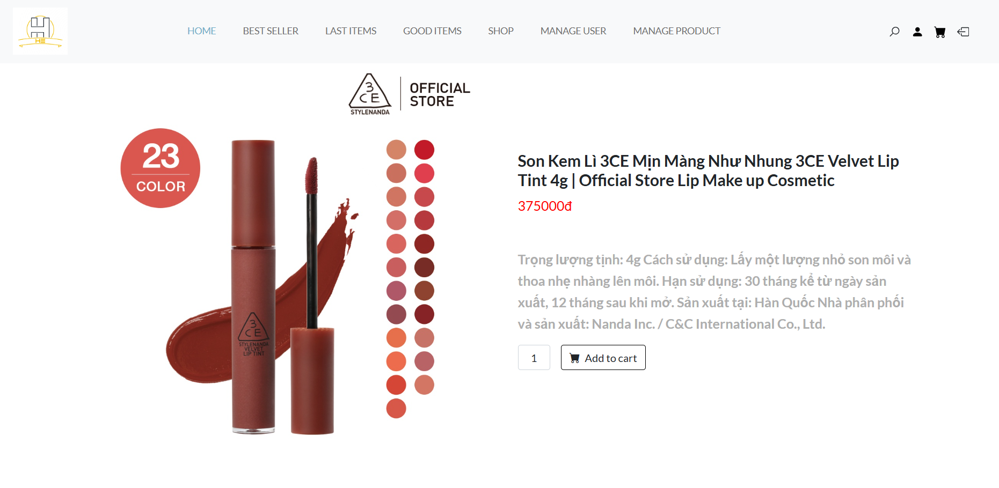 HE
HOME
BEST SELLER
LAST ITEMS
GOOD ITEMS
SHOP
MANAGE USER
MANAGE PRODUCT
3
CE
STYLENANDA
OFFICIAL
STORE
23
COLOR
3
CE
STYLENANDA
VELVET
LIP TINT
Son Kem Lì 3CE Mịn Màng Như Nhung 3CE Velvet Lip
Tint 4g | Official Store Lip Make up Cosmetic
375000đ
Trọng lượng tịnh: 4g Cách sử dụng: Lấy một lượng nhỏ son môi và
thoa nhẹ nhàng lên môi. Hạn sử dụng: 30 tháng kể từ ngày sản
xuất, 12 tháng sau khi mở. Sản xuất tại: Hàn Quốc Nhà phân phối
và sản xuất: Nanda Inc. / C&C International Co., Ltd.
1
Add to cart